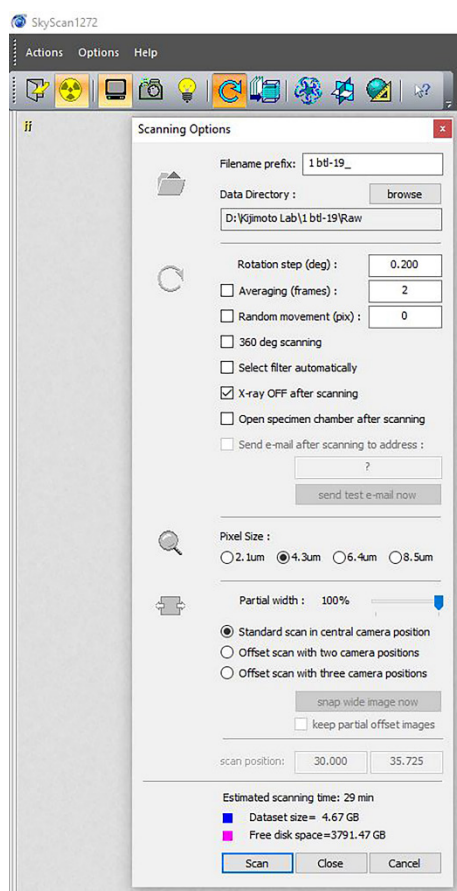 SkyScan1272
Actions Options Help
ff
Scanning Options
x
Filename prefix: 1 btl-19_
Data Directory : browse
D:\Kijimoto Lab\1 btl-19\Raw
Rotation step (deg) : 0.200
Averaging (frames) : 2
Random movement (pix) : 0
360 deg scanning
Select filter automatically
X-ray OFF after scanning
Open specimen chamber after scanning
Send e-mail after scanning to address :
?
send test e-mail now
Pixel Size :
2.1um 4.3um 6.4um 8.5um
Partial width : 100%
Standard scan in central camera position
Offset scan with two camera positions
Offset scan with three camera positions
snap wide image now
keep partial offset images
scan position: 30.000 35.725
Estimated scanning time: 29 min
Dataset size= 4.67 GB
Free disk space=3791.47 GB
Scan Close Cancel